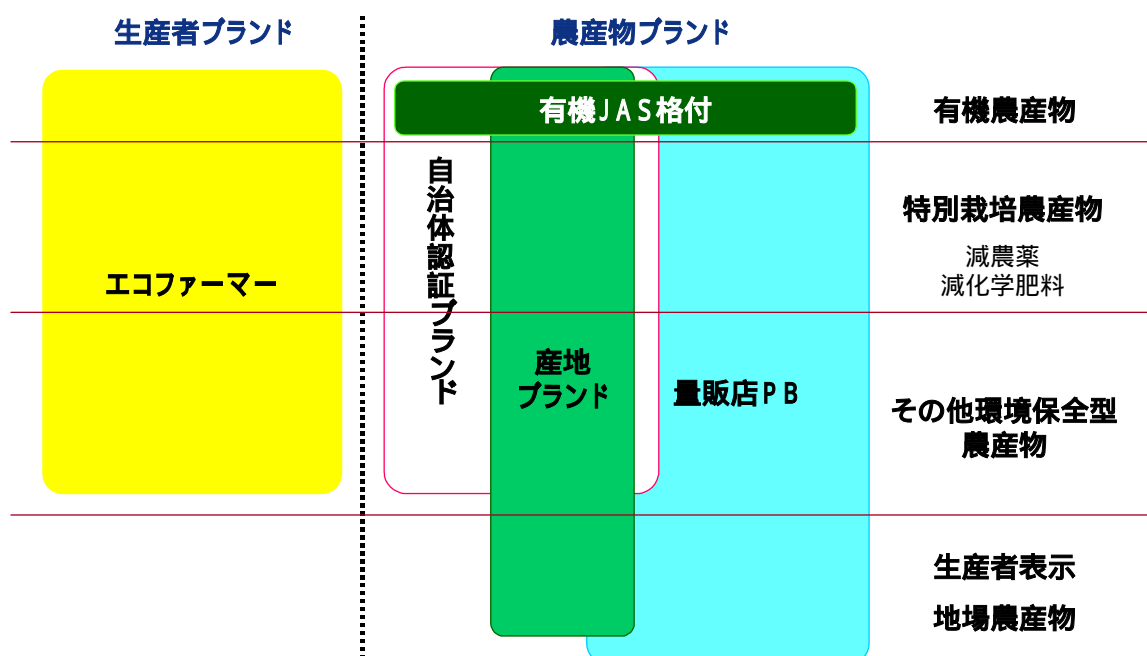 生産者ブランド
農産物ブランド
有機JAS格付
有機農産物
自治体認証ブランド
特別栽培農産物
減農薬
減化学肥料
エコファーマー
産地
ブランド
量販店PB
その他環境保全型
農産物
生産者表示
地場農産物